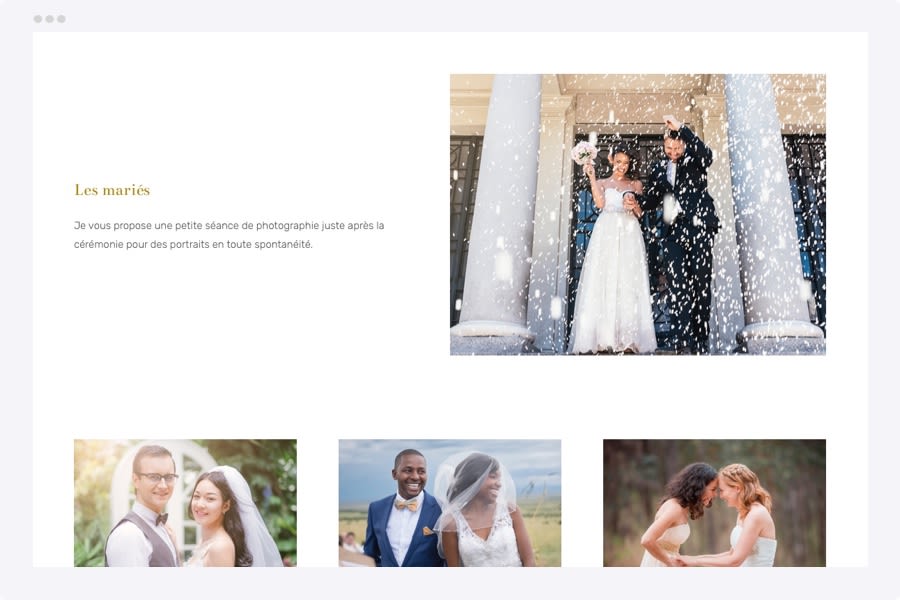 Les mariés
Je vous propose une petite séance de photographie juste après la
cérémonie pour des portraits en toute spontanéité.